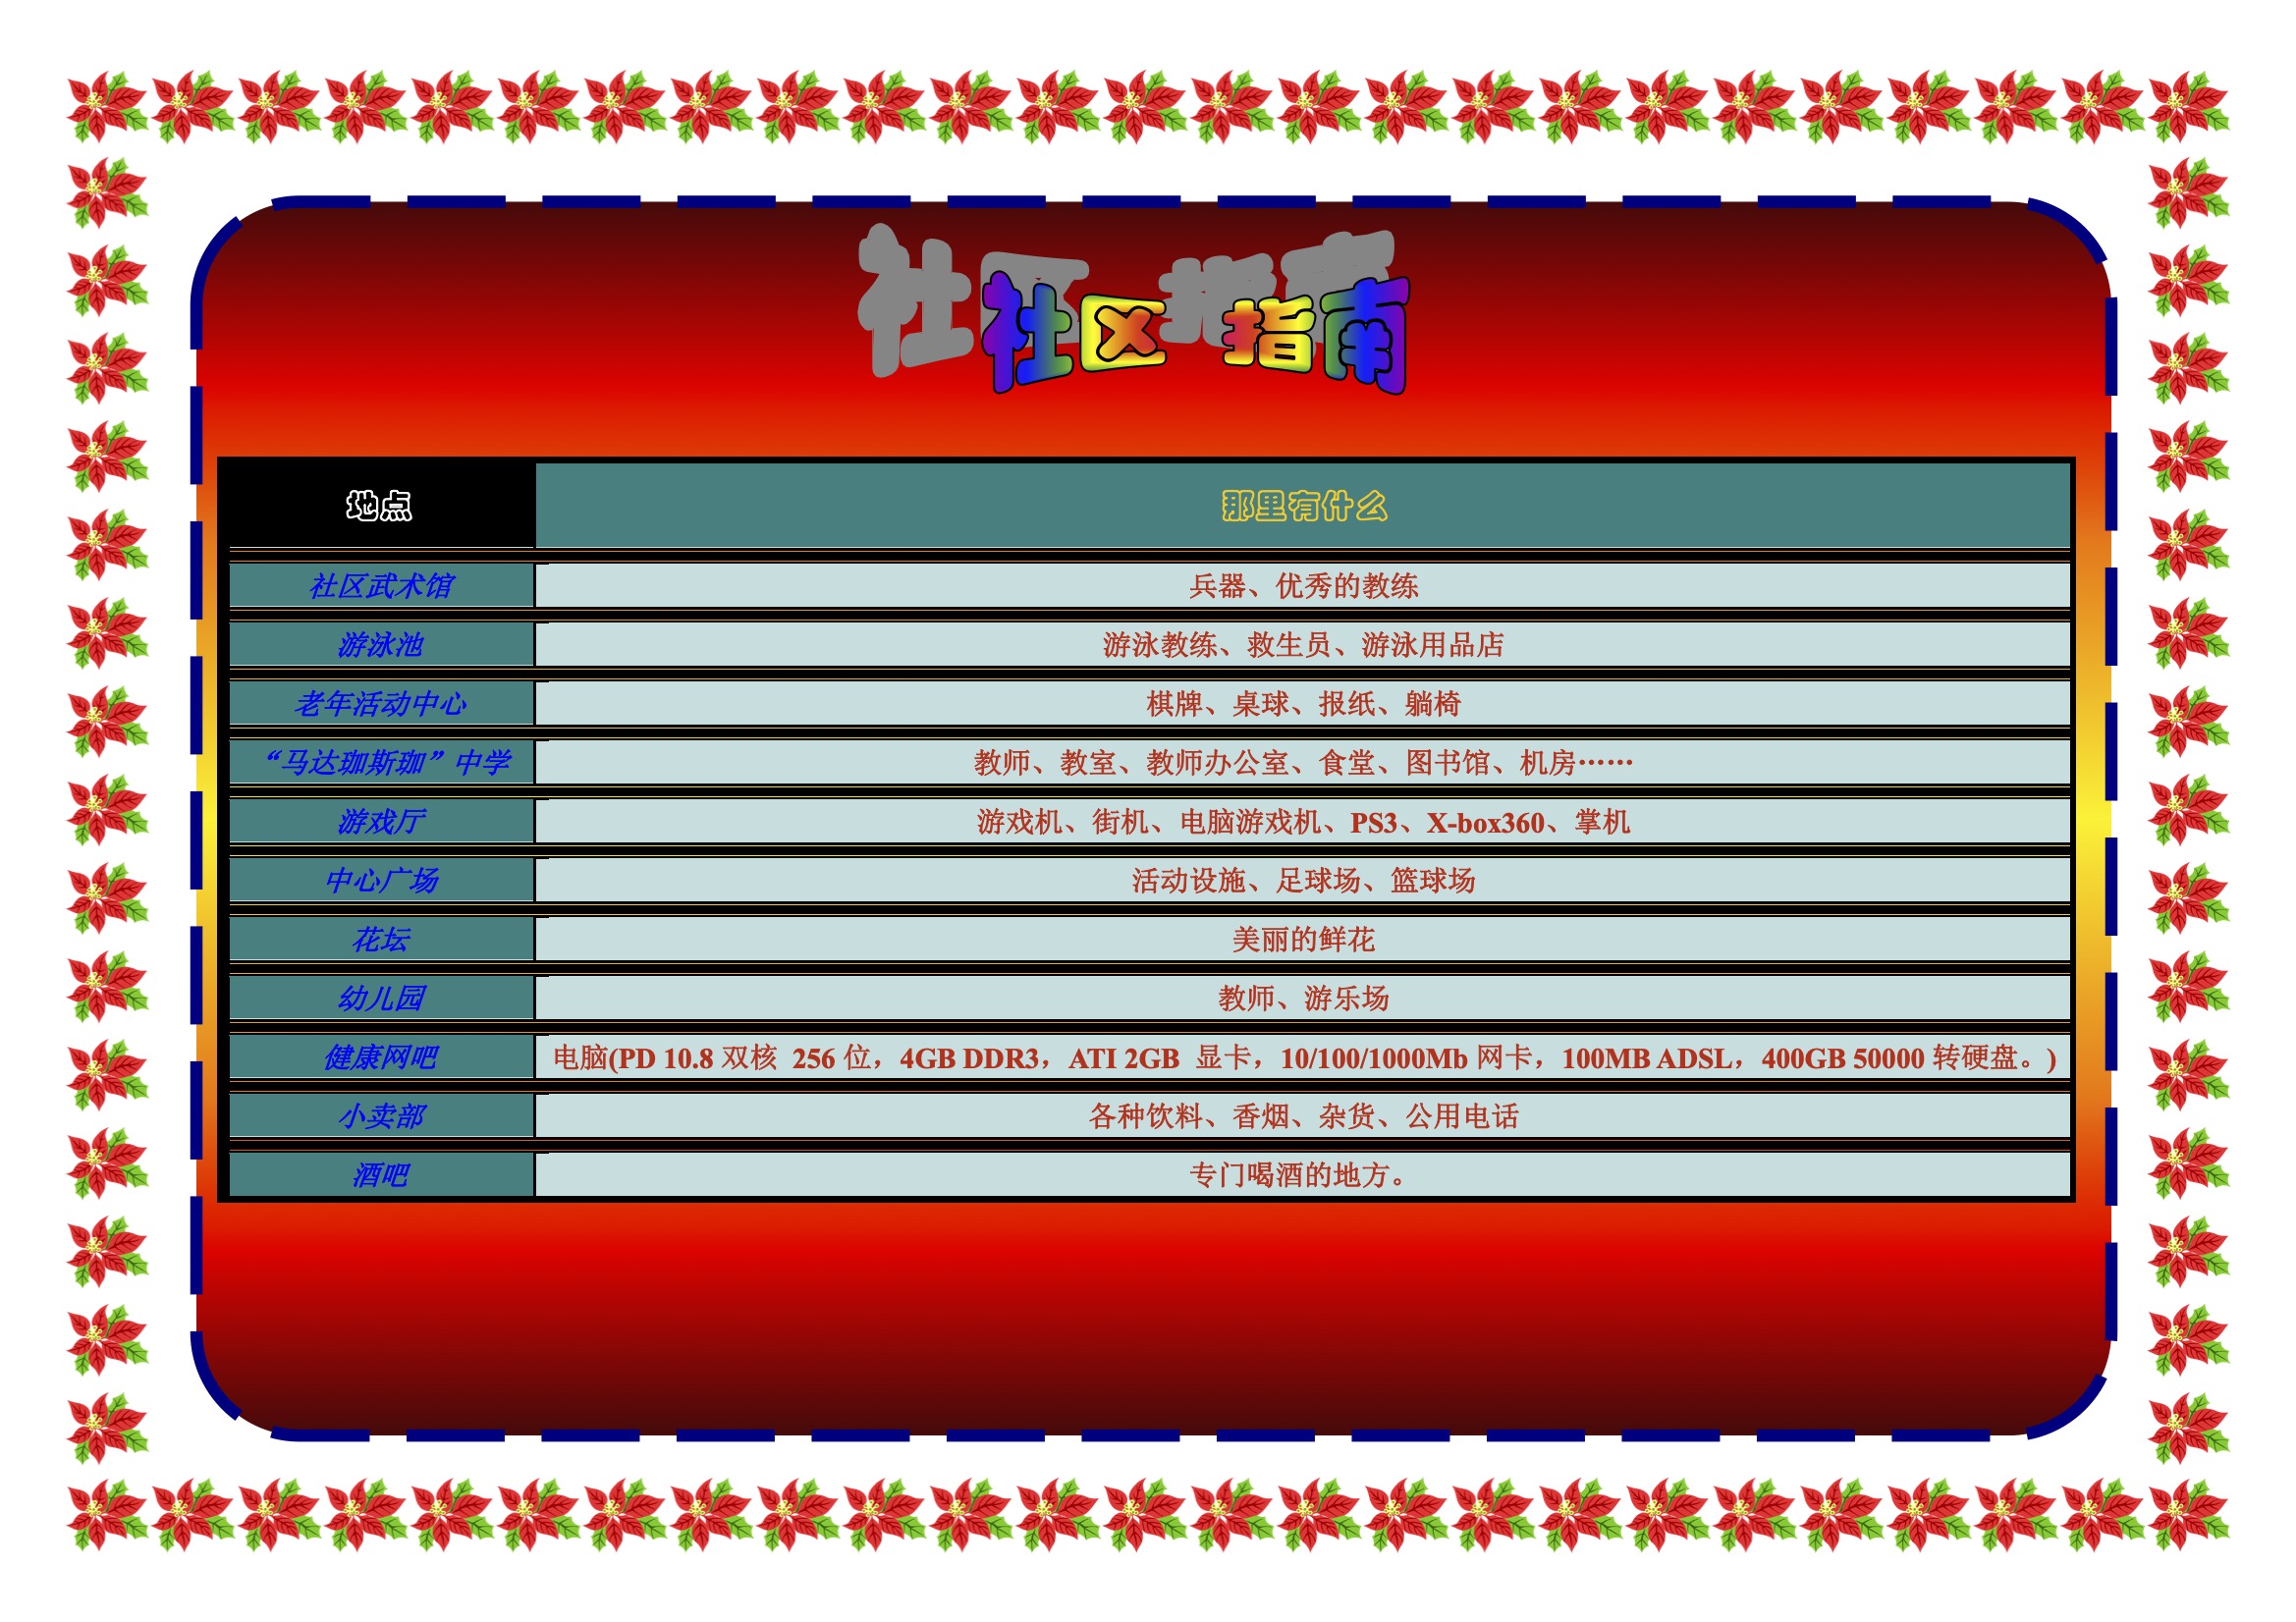 社区 指南
地点 那里有什么
社区武术馆 兵器、优秀的教练
游泳池 游泳教练、救生员、游泳用品店
老年活动中心 棋牌、桌球、报纸、躺椅
“马达珈斯珈”中学 教师、教室、教师办公室、食堂、图书馆、机房……
游戏厅 游戏机、街机、电脑游戏机、PS3、X-box360、掌机
中心广场 活动设施、足球场、篮球场
花坛 美丽的鲜花
幼儿园 教师、游乐场
健康网吧 电脑(PD 10.8 双核 256 位，4GB DDR3，ATI 2GB 显卡，10/100/1000Mb 网卡，100MB ADSL，400GB 50000 转硬盘。)
小卖部 各种饮料、香烟、杂货、公用电话
酒吧 专门喝酒的地方。